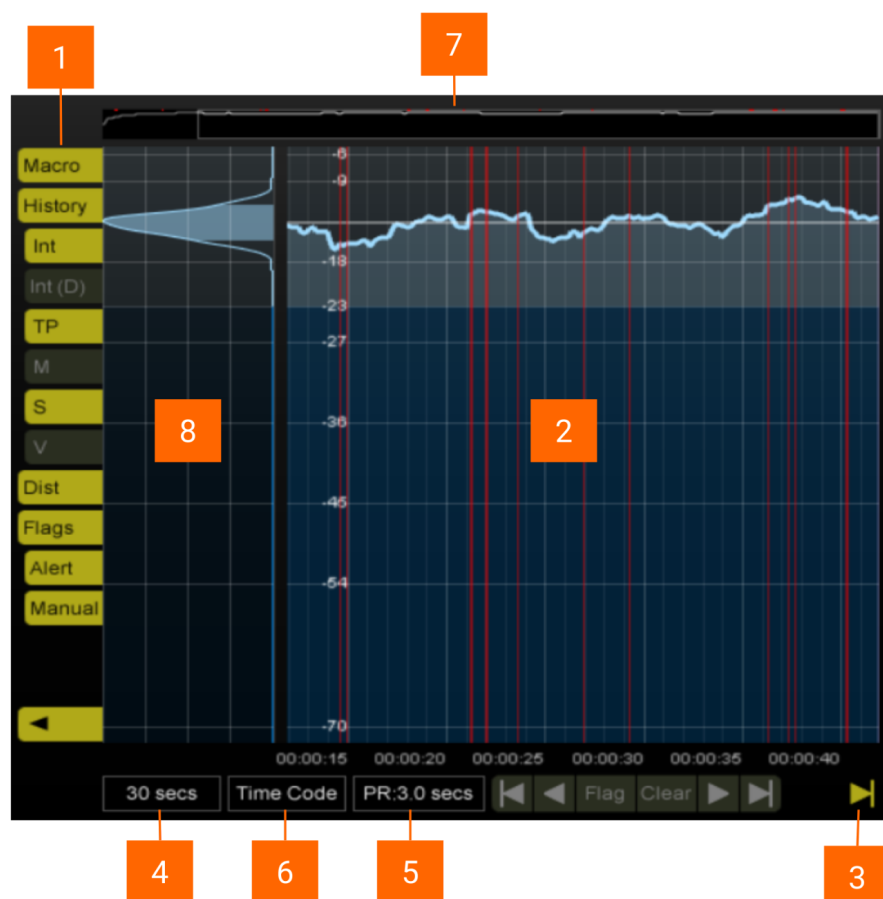 7
1
Macro
History
Int
Int (D)
TP
M
S
V
Dist
Flags
Alert
Manual
-6
-9
-18
-23
-27
-36
-45
-54
-70
8
2
00:00:15 00:00:20 00:00:25 00:00:30 00:00:35 00:00:40
30 secs Time Code PR:3.0 secs Flag Clear
4 6 5 3